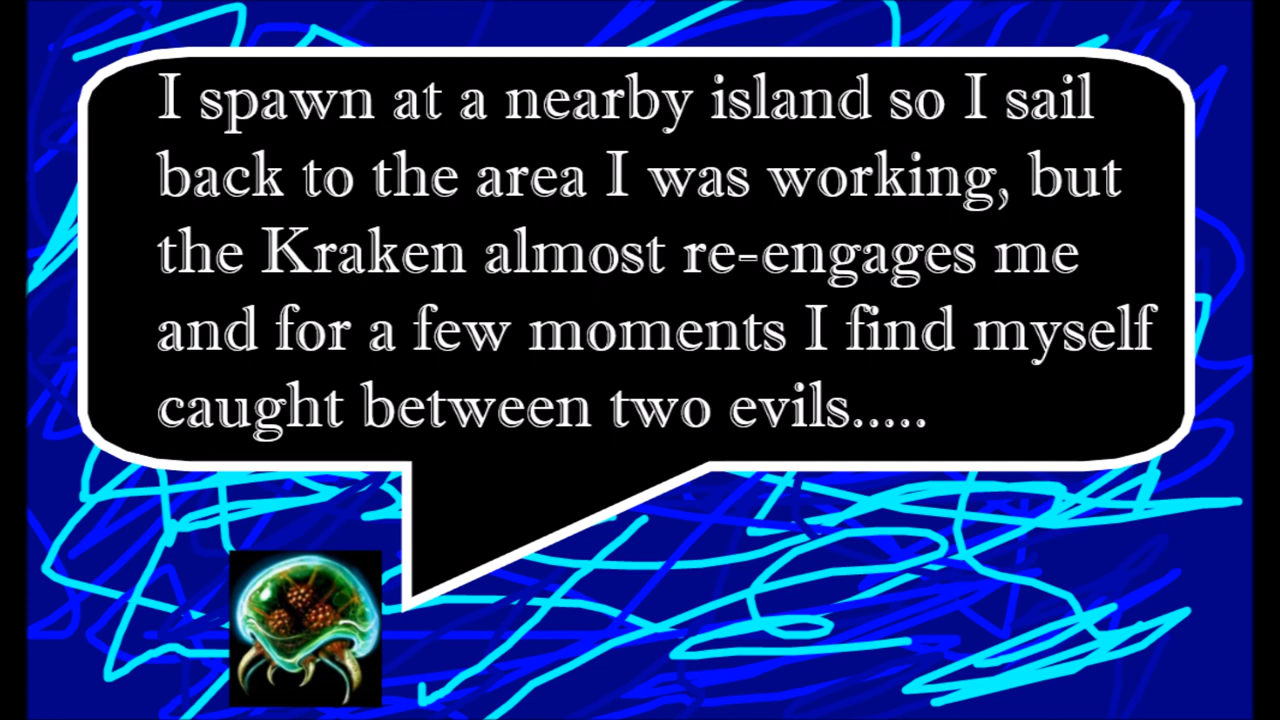 I spawn at a nearby island so I sail
back to the area I was working, but
the Kraken almost re-engages me
and for a few moments I find myself
caught between two evils.....